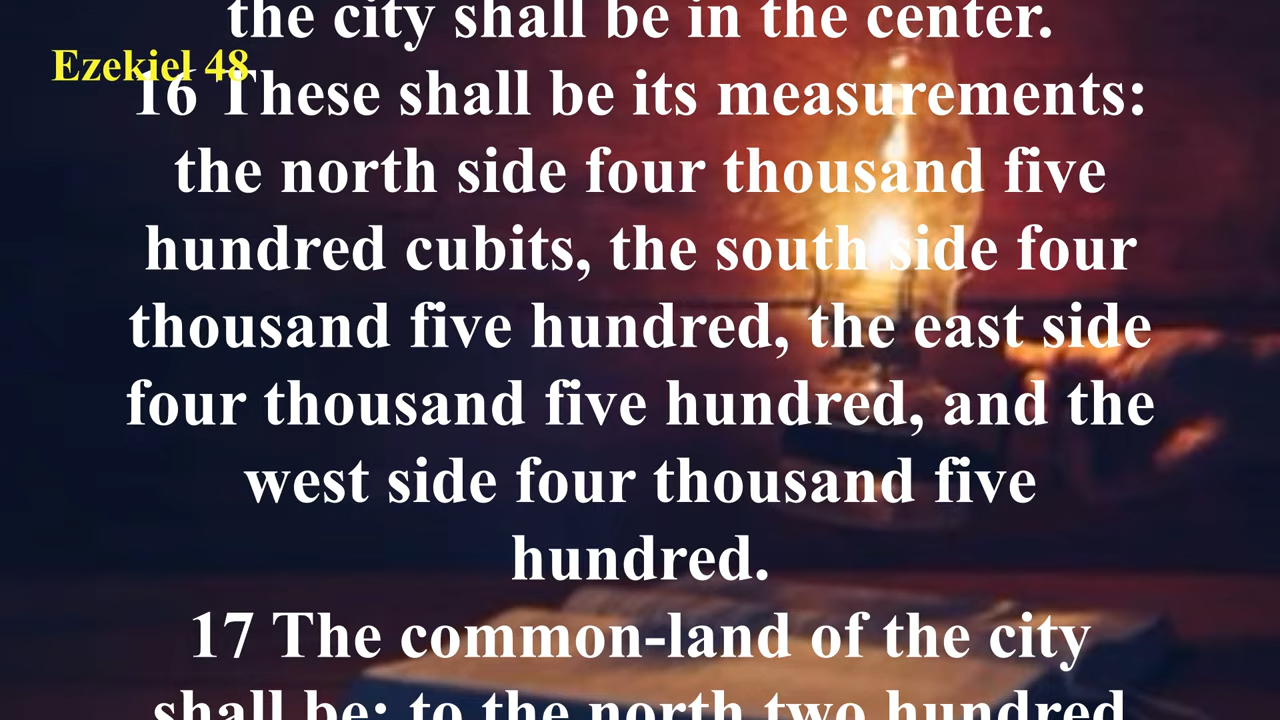 the city shall be in the center.
Ezekiel 48
16 These shall be its measurements:
the north side four thousand five
hundred cubits, the south side four
thousand five hundred, the east side
four thousand five hundred, and the
west side four thousand five
hundred.
17 The common-land of the city
shall be: to the north two hundred